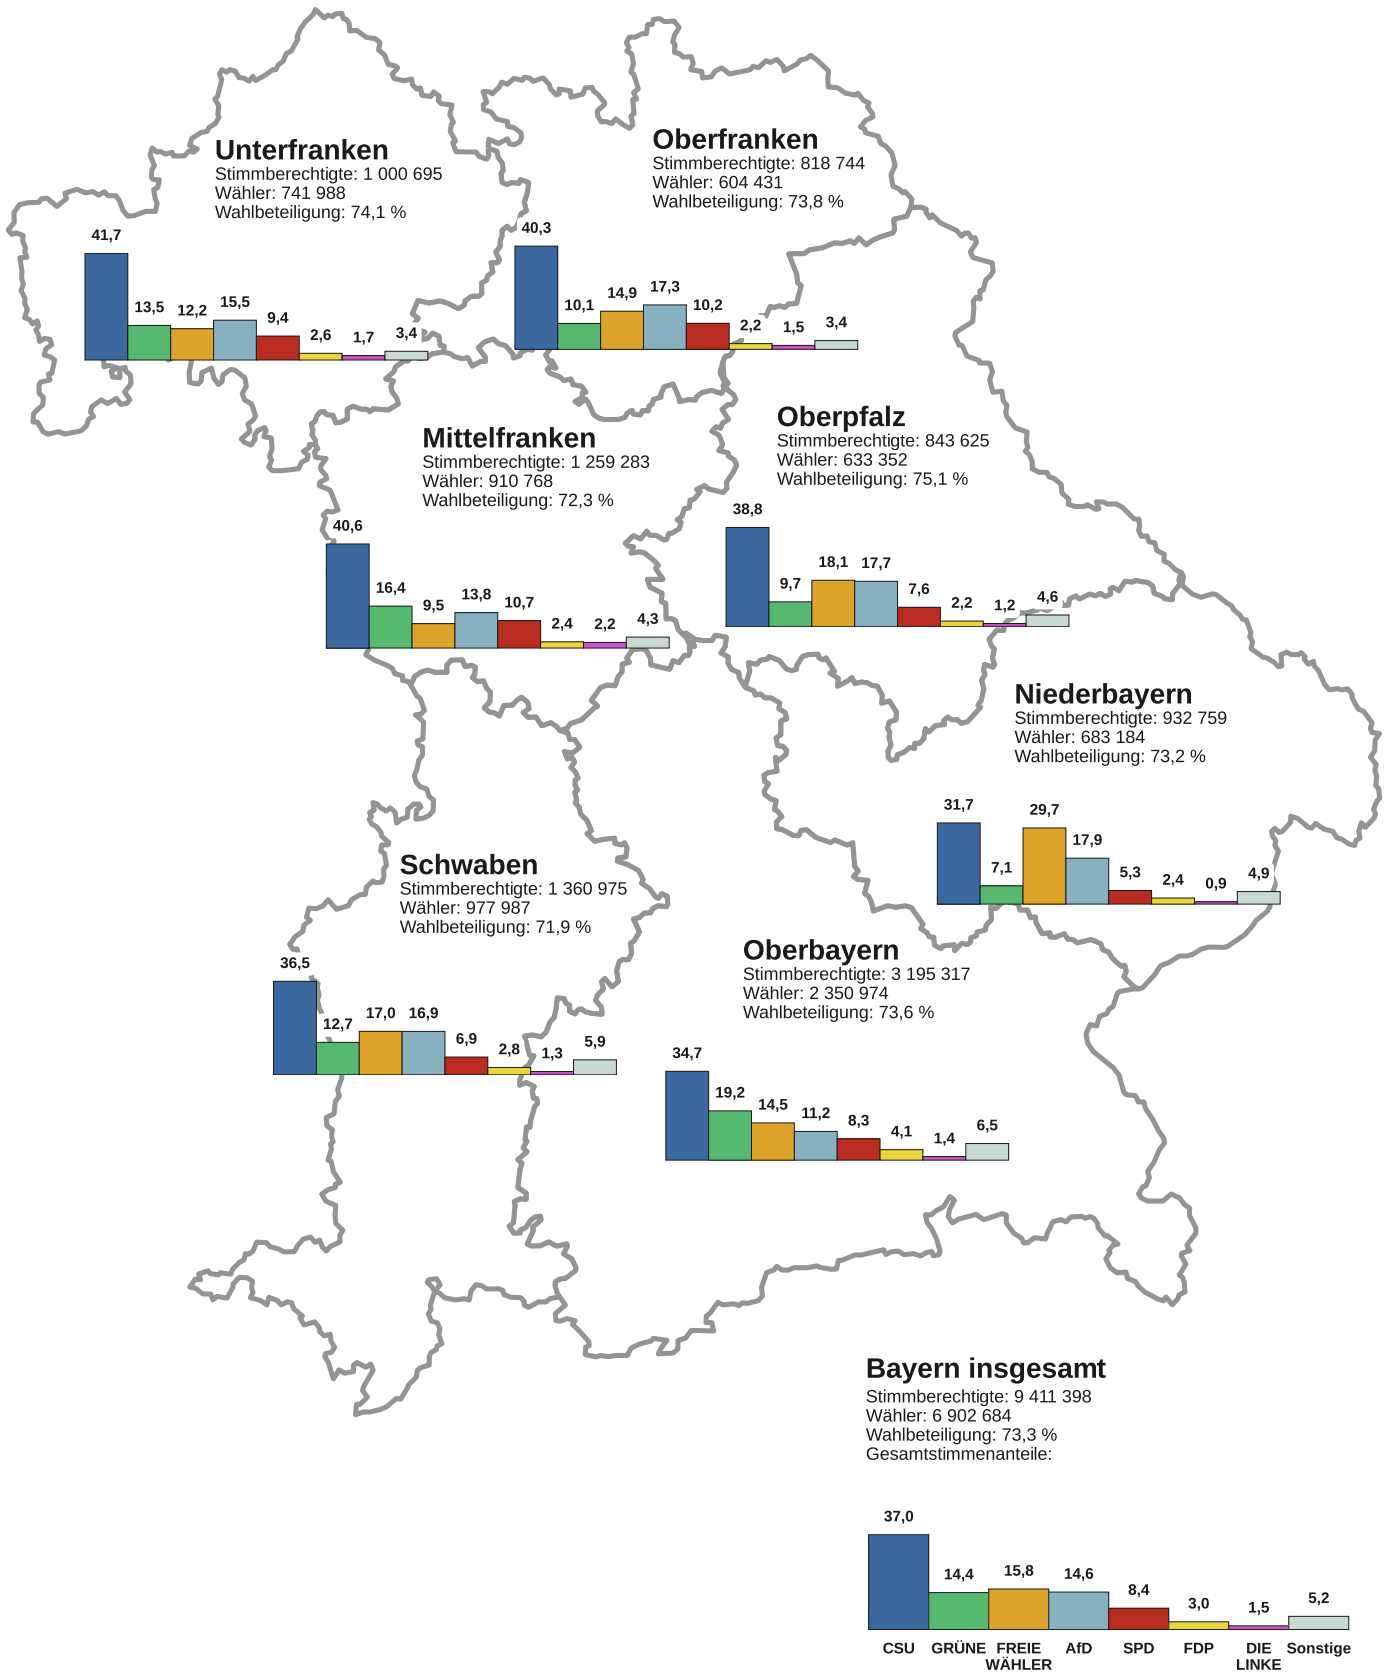 Unterfranken
Stimmberechtigte: 1 000 695
Wähler: 741 988
Wahlbeteiligung: 74,1 %
41,7
13,5
12,2
15,5
9,4
2,6
1,7
3,4
Oberfranken
Stimmberechtigte: 818 744
Wähler: 604 431
Wahlbeteiligung: 73,8 %
40,3
10,1
14,9
17,3
10,2
2,2
1,5
3,4
Mittelfranken
Stimmberechtigte: 1 259 283
Wähler: 910 768
Wahlbeteiligung: 72,3 %
40,6
16,4
9,5
13,8
10,7
2,4
2,2
4,3
Oberpfalz
Stimmberechtigte: 843 625
Wähler: 633 352
Wahlbeteiligung: 75,1 %
38,8
9,7
18,1
17,7
7,6
2,2
1,2
4,6
Niederbayern
Stimmberechtigte: 932 759
Wähler: 683 184
Wahlbeteiligung: 73,2 %
31,7
7,1
29,7
17,9
5,3
2,4
0,9
4,9
Schwaben
Stimmberechtigte: 1 360 975
Wähler: 977 987
Wahlbeteiligung: 71,9 %
36,5
12,7
17,0
16,9
6,9
2,8
1,3
5,9
Oberbayern
Stimmberechtigte: 3 195 317
Wähler: 2 350 974
Wahlbeteiligung: 73,6 %
34,7
19,2
14,5
11,2
8,3
4,1
1,4
6,5
Bayern insgesamt
Stimmberechtigte: 9 411 398
Wähler: 6 902 684
Wahlbeteiligung: 73,3 %
Gesamtstimmenanteile:
37,0
14,4
15,8
14,6
8,4
3,0
1,5
5,2
CSU
GRÜNE
FREIE
WÄHLER
AfD
SPD
FDP
DIE
LINKE
Sonstige